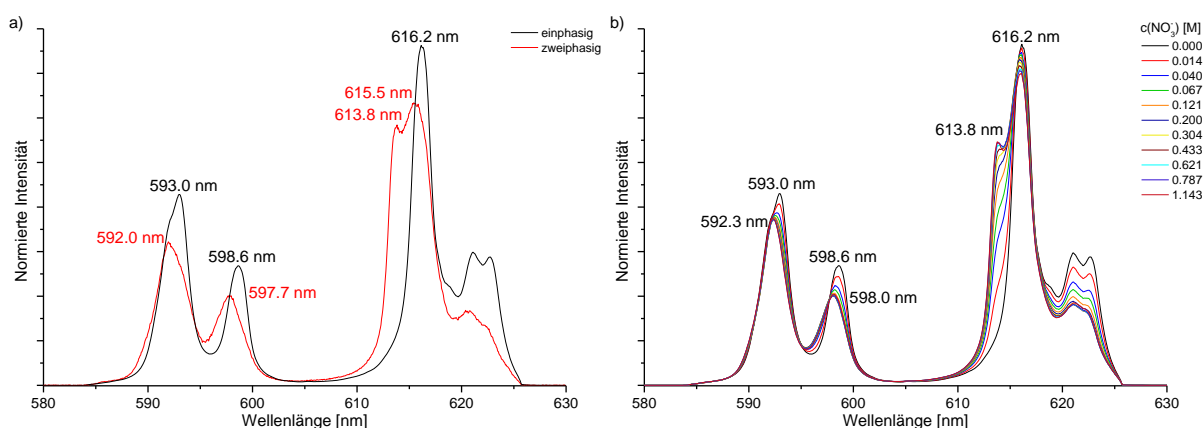 a)
616.2 nm
einphasig
zweiphasig
615.5 nm
613.8 nm
593.0 nm
592.0 nm
598.6 nm
597.7 nm
Normierte Intensität
580 590 600 610 620 630
Wellenlänge [nm]
b)
616.2 nm
c(NO₃⁻) [M]
0.000
0.014
0.040
0.067
0.121
0.200
0.304
0.433
0.621
0.787
1.143
613.8 nm
593.0 nm
592.3 nm
598.6 nm
598.0 nm
Normierte Intensität
580 590 600 610 620 630
Wellenlänge [nm]